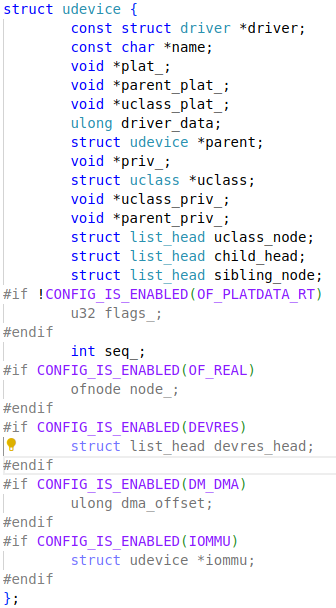 struct udevice {
        const struct driver *driver;
        const char *name;
        void *plat_;
        void *parent_plat_;
        void *uclass_plat_;
        ulong driver_data;
        struct udevice *parent;
        void *priv_;
        struct uclass *uclass;
        void *uclass_priv_;
        void *parent_priv_;
        struct list_head uclass_node;
        struct list_head child_head;
        struct list_head sibling_node;
#if !CONFIG_IS_ENABLED(OF_PLATDATA_RT)
        u32 flags_;
#endif
        int seq_;
#if CONFIG_IS_ENABLED(OF_REAL)
        ofnode node_;
#endif
#if CONFIG_IS_ENABLED(DEVRES)
        struct list_head devres_head;
#endif
#if CONFIG_IS_ENABLED(DM_DMA)
        ulong dma_offset;
#endif
#if CONFIG_IS_ENABLED(IOMMU)
        struct udevice *iommu;
#endif
};